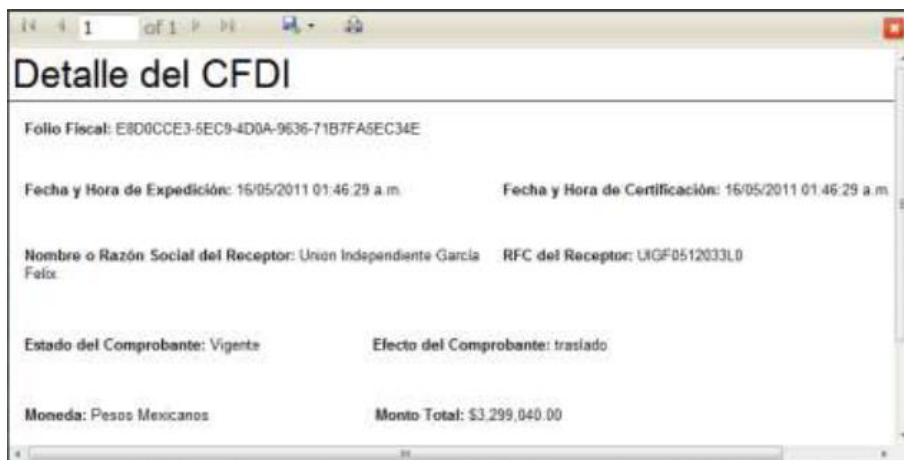 1 of 1
Detalle del CFDI
Folio Fiscal: E8D0CCE3-5EC9-4D0A-9636-71B7FA5EC34E
Fecha y Hora de Expedición: 16/05/2011 01:46:29 a.m.
Fecha y Hora de Certificación: 16/05/2011 01:46:29 a.m.
Nombre o Razón Social del Receptor: Union Independiente Garcia
Felix
RFC del Receptor: UIGF0512033L0
Estado del Comprobante: Vigente
Efecto del Comprobante: traslado
Moneda: Pesos Mexicanos
Monto Total: $3,299,040.00